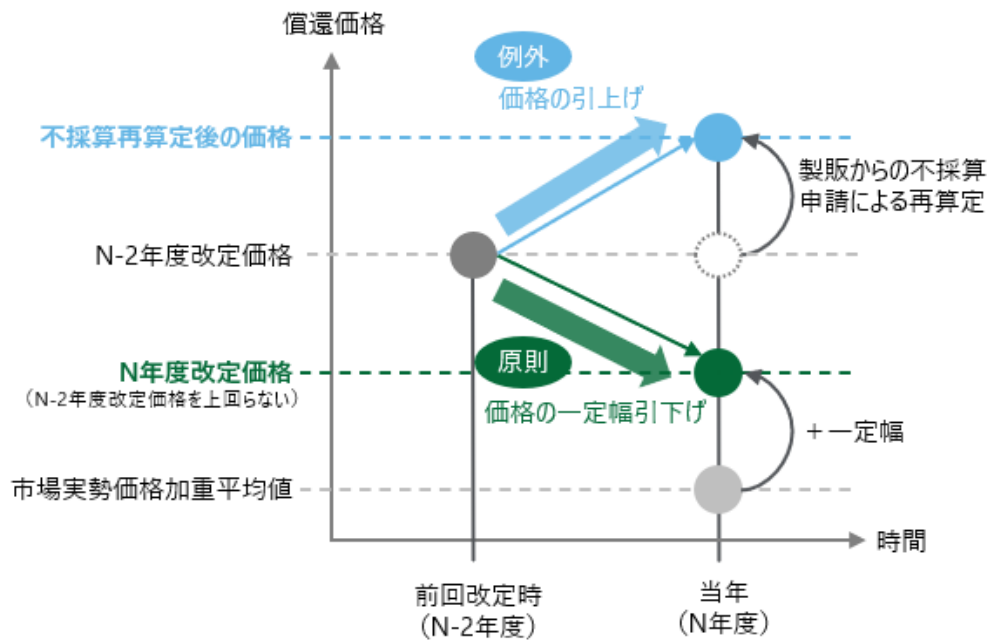 償還価格
例外
価格の引上げ
不採算再算定後の価格
製販からの不採算
申請による再算定
N-2年度改定価格
原則
N年度改定価格
（N-2年度改定価格を上回らない）
価格の一定幅引下げ
＋一定幅
市場実勢価格加重平均値
時間
前回改定時
（N-2年度）
当年
（N年度）